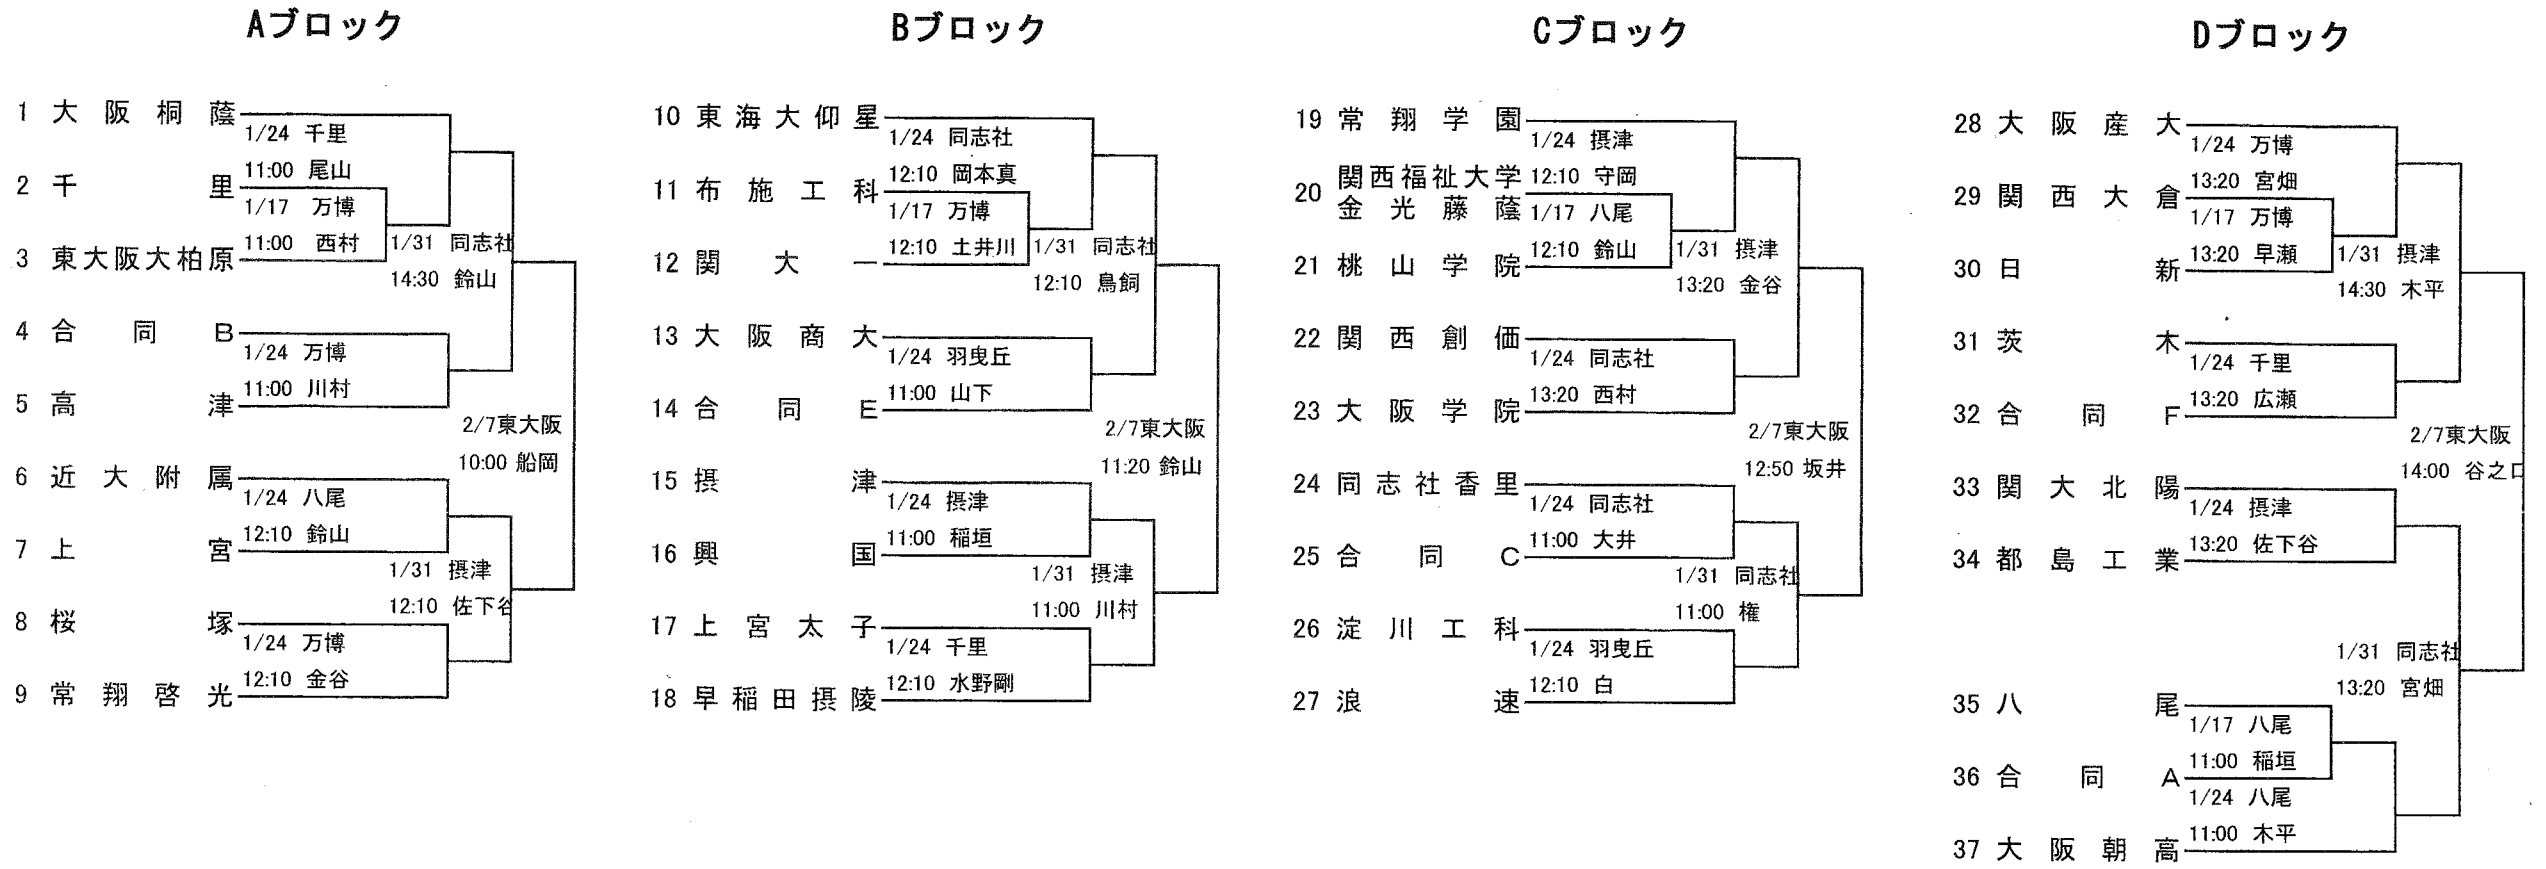 Aブロック
1 大阪桐蔭
1/24 千里
11:00 尾山
2 千里
1/17 万博
11:00 西村
3 東大阪大柏原
1/31 同志社
14:30 鈴山
4 合同B
1/24 万博
11:00 川村
5 高津
2/7東大阪
10:00 船岡
6 近大附属
1/24 八尾
12:10 鈴山
7 上宮
1/31 摂津
12:10 佐下谷
8 桜塚
1/24 万博
12:10 金谷
9 常翔啓光
Bブロック
10 東海大仰星
1/24 同志社
12:10 岡本真
11 布施工科
1/17 万博
12:10 土井川
12 関大一
1/31 同志社
12:10 鳥飼
13 大阪商大
1/24 羽曳丘
11:00 山下
14 合同E
2/7東大阪
11:20 鈴山
15 摂津
1/24 摂津
11:00 稲垣
16 興国
1/31 摂津
11:00 川村
17 上宮太子
1/24 千里
12:10 水野剛
18 早稲田摂陵
Cブロック
19 常翔学園
1/24 摂津
12:10 守岡
20 関西福祉大学
金光藤蔭
1/17 八尾
12:10 鈴山
21 桃山学院
1/31 摂津
13:20 金谷
22 関西創価
1/24 同志社
13:20 西村
23 大阪学院
2/7東大阪
12:50 坂井
24 同志社香里
1/24 同志社
11:00 大井
25 合同C
1/31 同志社
11:00 権
26 淀川工科
1/24 羽曳丘
12:10 白
27 浪速
Dブロック
28 大阪産大
1/24 万博
13:20 宮畑
29 関西大倉
1/17 万博
13:20 早瀬
30 日新
1/31 摂津
14:30 木平
31 茨木
1/24 千里
13:20 広瀬
32 合同F
2/7東大阪
14:00 谷之口
33 関大北陽
1/24 摂津
13:20 佐下谷
34 都島工業
1/31 同志社
13:20 宮畑
35 八尾
1/17 八尾
11:00 稲垣
36 合同A
1/24 八尾
11:00 木平
37 大阪朝高